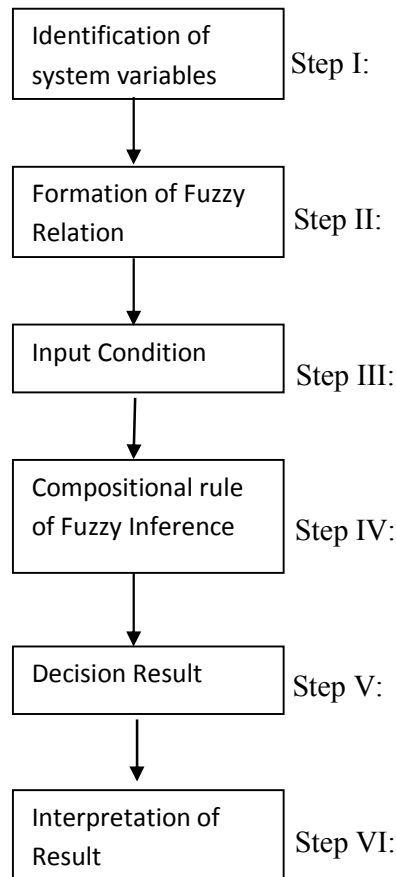 Identification of
system variables
Step I:
Formation of Fuzzy
Relation
Step II:
Input Condition
Step III:
Compositional rule
of Fuzzy Inference
Step IV:
Decision Result
Step V:
Interpretation of
Result
Step VI: